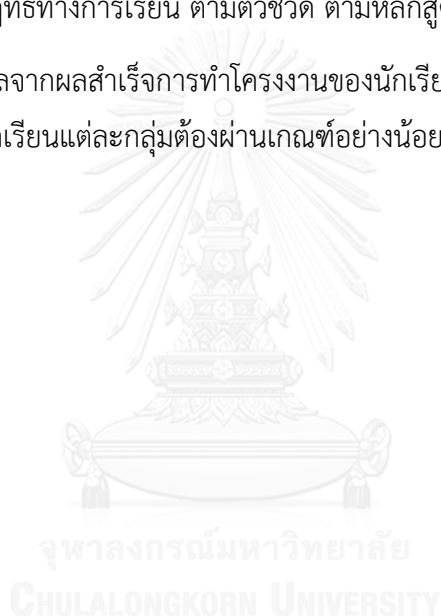 ทางการเรียน ตามตัวชี้วัด ตามหลักสูต
ลจากผลสำเร็จการทำโครงงานของนักเรีย
เรียนแต่ละกลุ่มต้องผ่านเกณฑ์อย่างน้อย
จุฬาลงกรณ์มหาวิทยาลัย
CHULALONGKORN UNIVERSITY